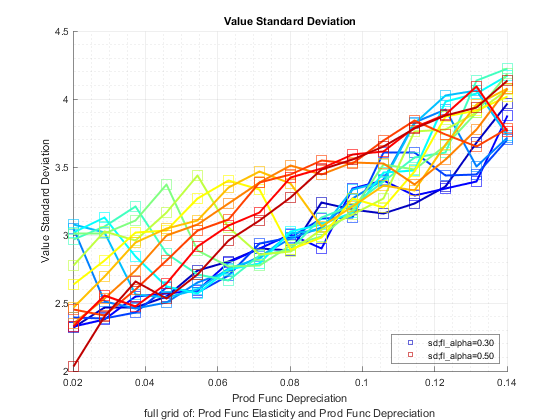 Value Standard Deviation
4.5
4
3.5
3
2.5
2
Value Standard Deviation
0.02
0.04
0.06
0.08
0.1
0.12
0.14
sd;fl_alpha=0.30
sd;fl_alpha=0.50
Prod Func Depreciation
full grid of: Prod Func Elasticity and Prod Func Depreciation